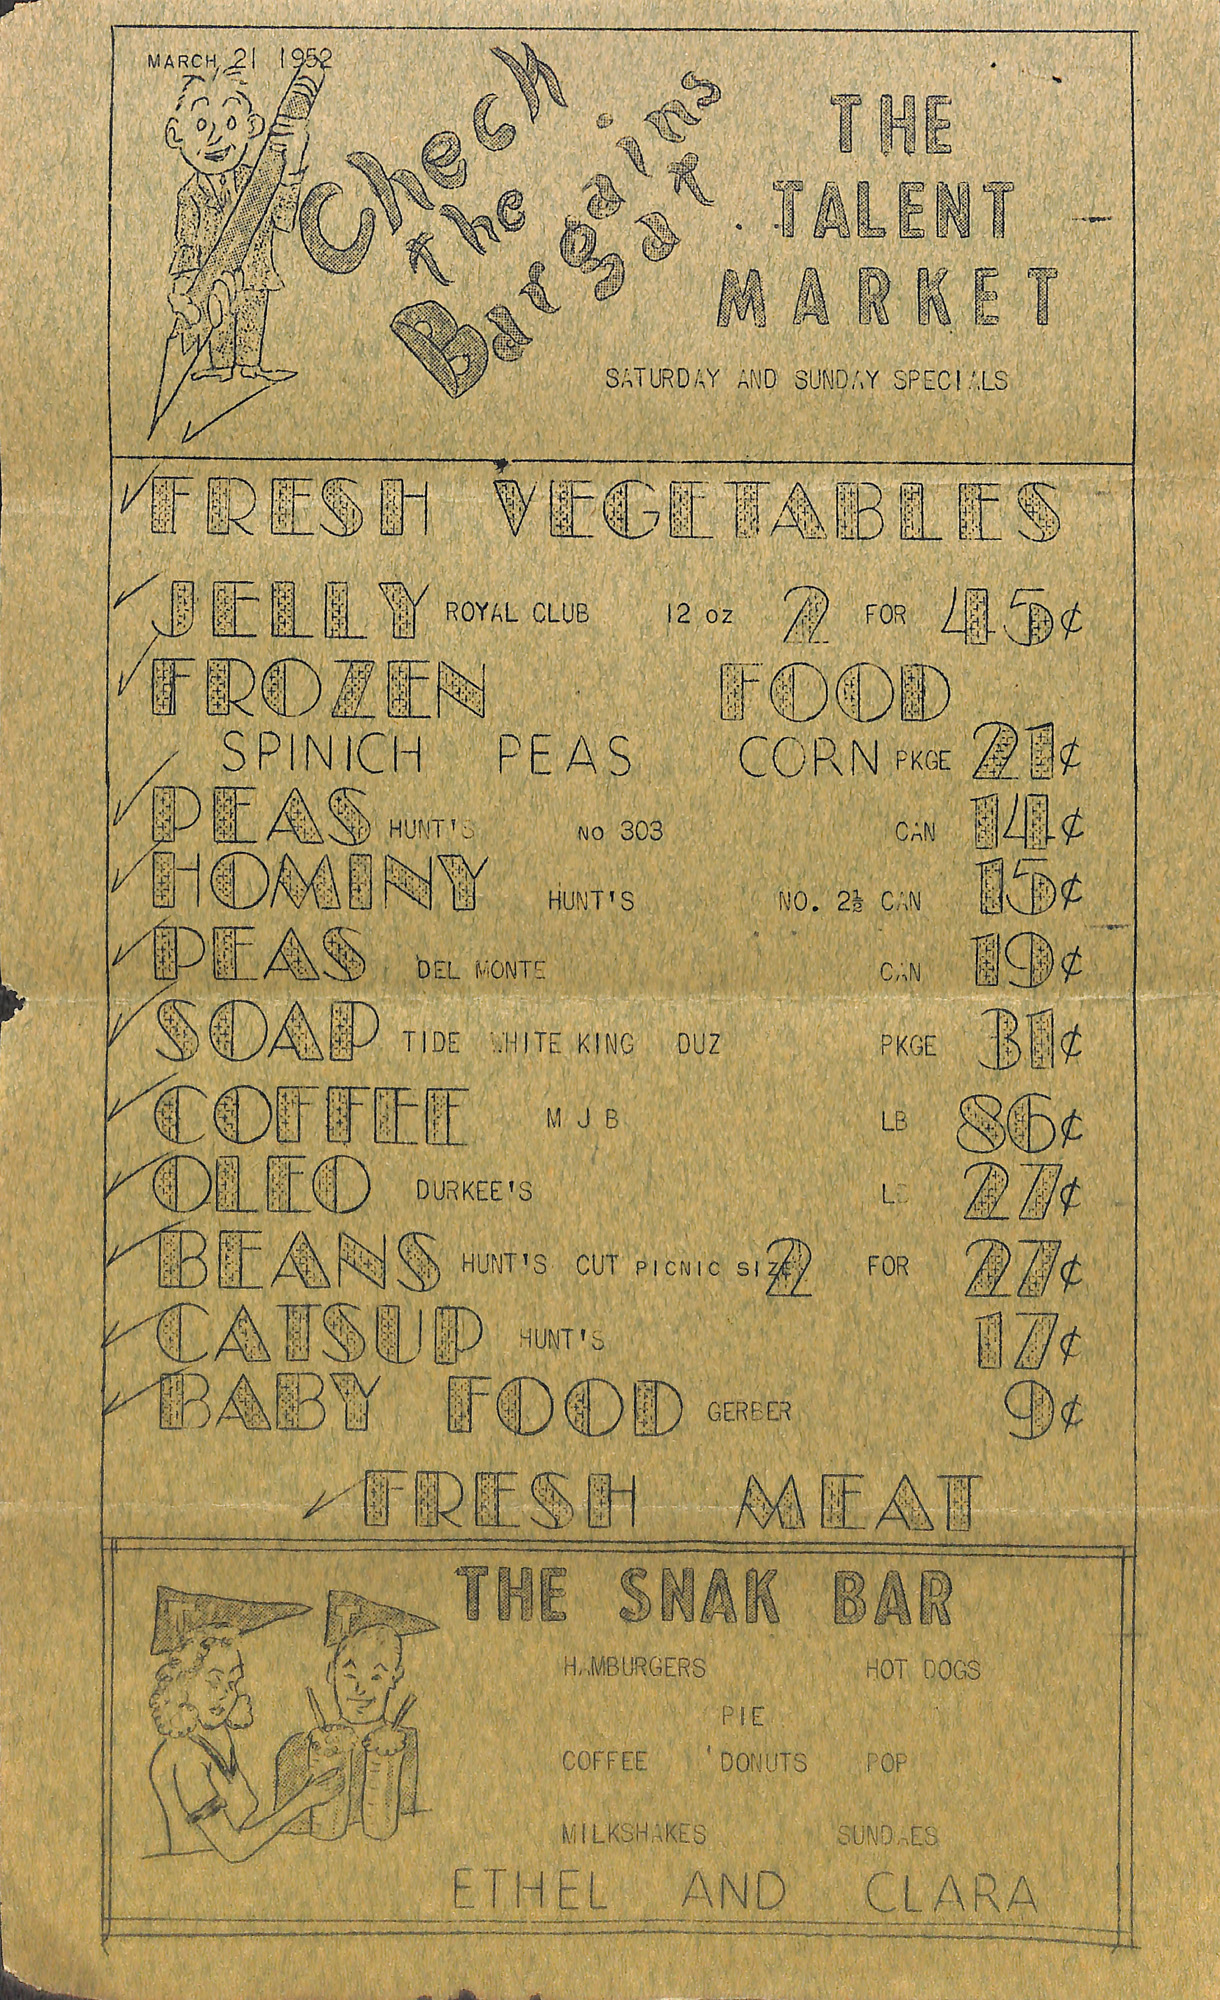 MARCH 21 1952
Check
the
Bargains
at
THE
TALENT
MARKET
SATURDAY AND SUNDAY SPECIALS
FRESH VEGETABLES
JELLY ROYAL CLUB 12 oz 2 FOR 45¢
FROZEN FOOD
SPINICH PEAS CORN PKGE 21¢
PEAS HUNT'S NO 303 CAN 14¢
HOMINY HUNT'S NO. 2½ CAN 15¢
PEAS DEL MONTE CAN 19¢
SOAP TIDE WHITE KING DUZ PKGE 31¢
COFFEE M J B LB 86¢
OLEO DURKEE'S LB 27¢
BEANS HUNT'S CUT PICNIC SIZE 2 FOR 27¢
CATSUP HUNT'S 17¢
BABY FOOD GERBER 9¢
FRESH MEAT
THE SNAK BAR
T T
HAMBURGERS HOT DOGS
PIE
COFFEE 'DONUTS POP
MILKSHAKES SUNDAES
ETHEL AND CLARA